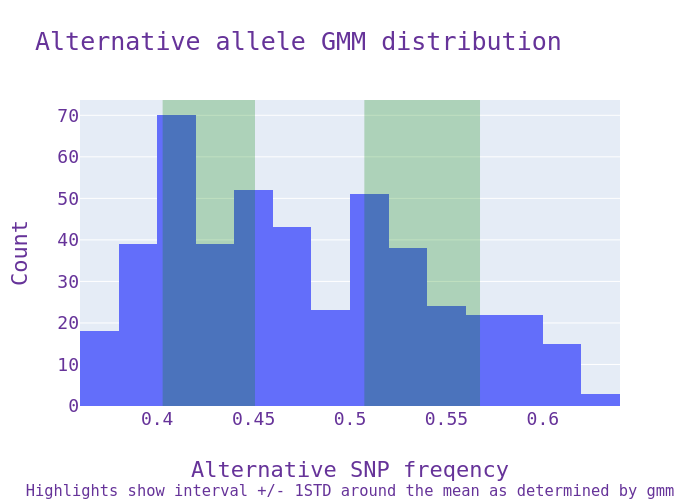 Alternative allele GMM distribution
70
60
50
40
30
20
10
0
Count
0.4 0.45 0.5 0.55 0.6
Alternative SNP freqency
Highlights show interval +/- 1STD around the mean as determined by gmm